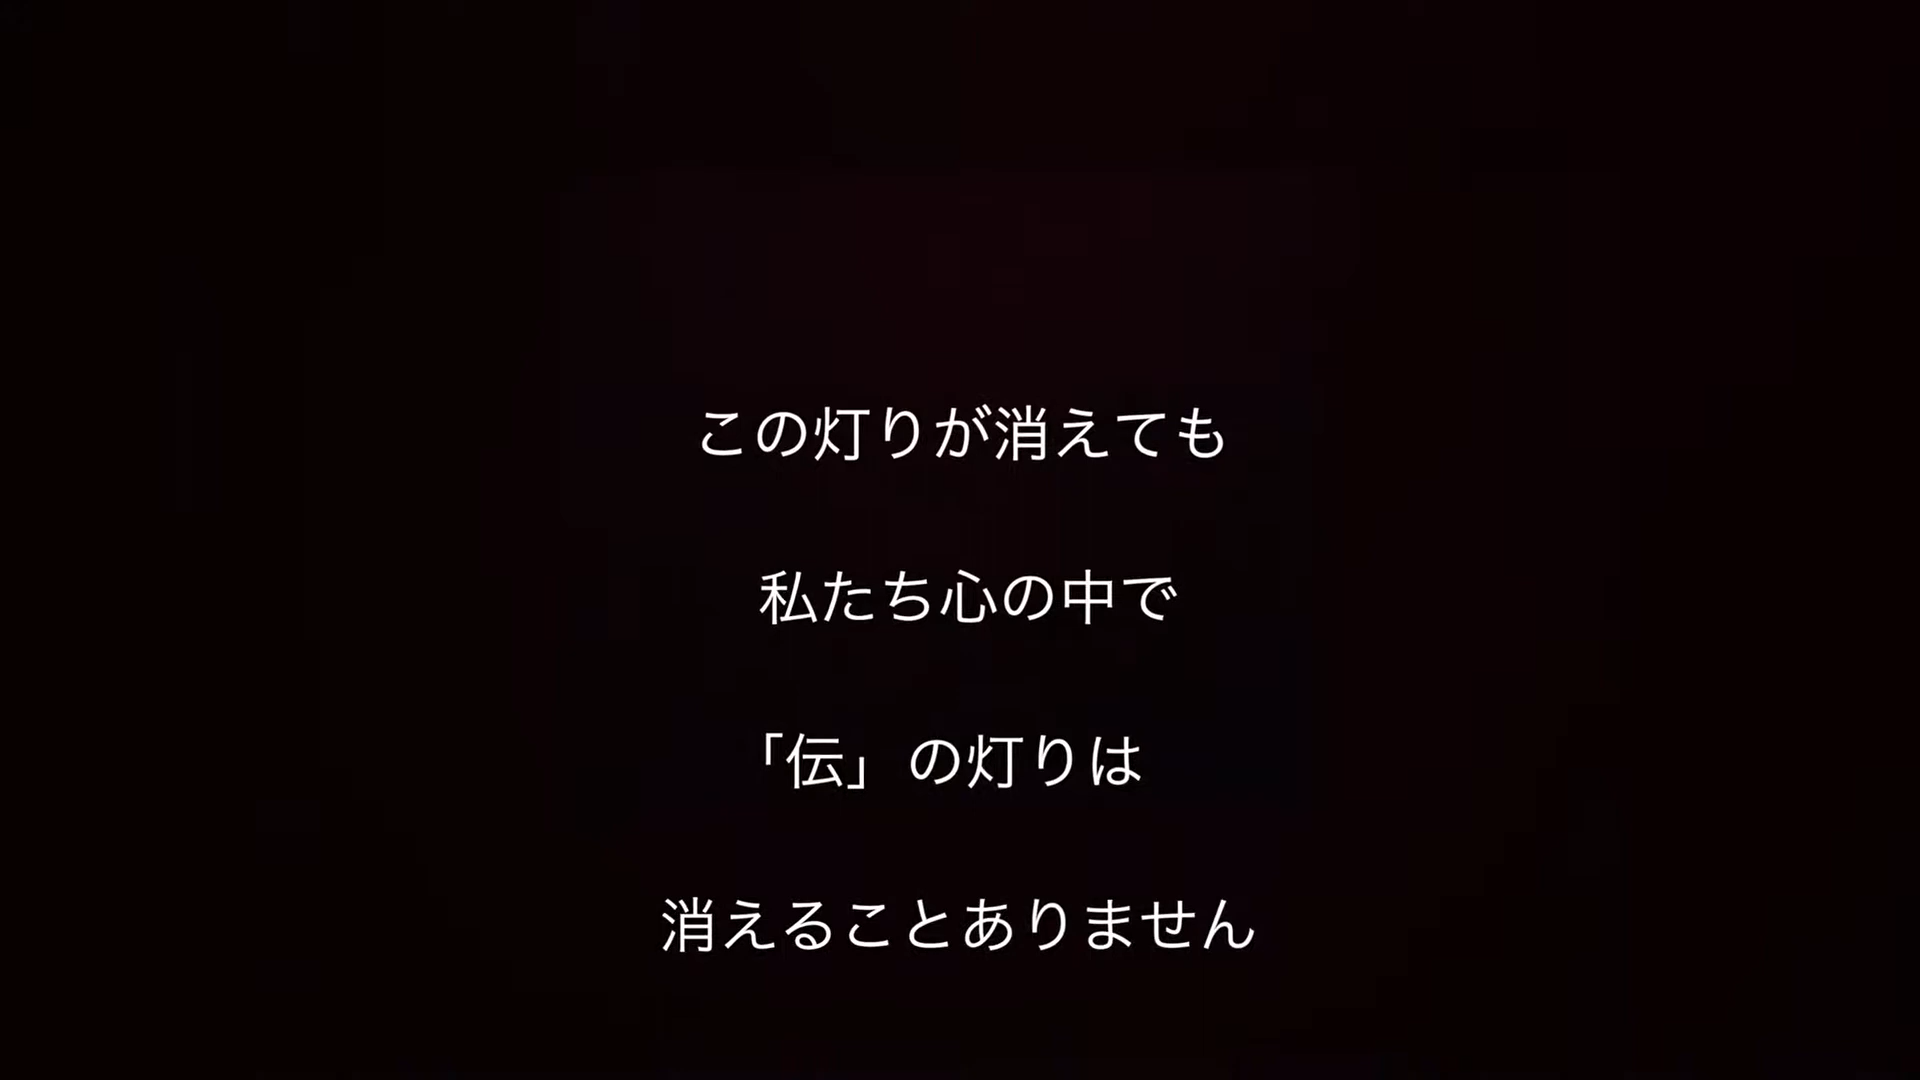 この灯りが消えても
私たち心の中で
「伝」の灯りは
消えることありません